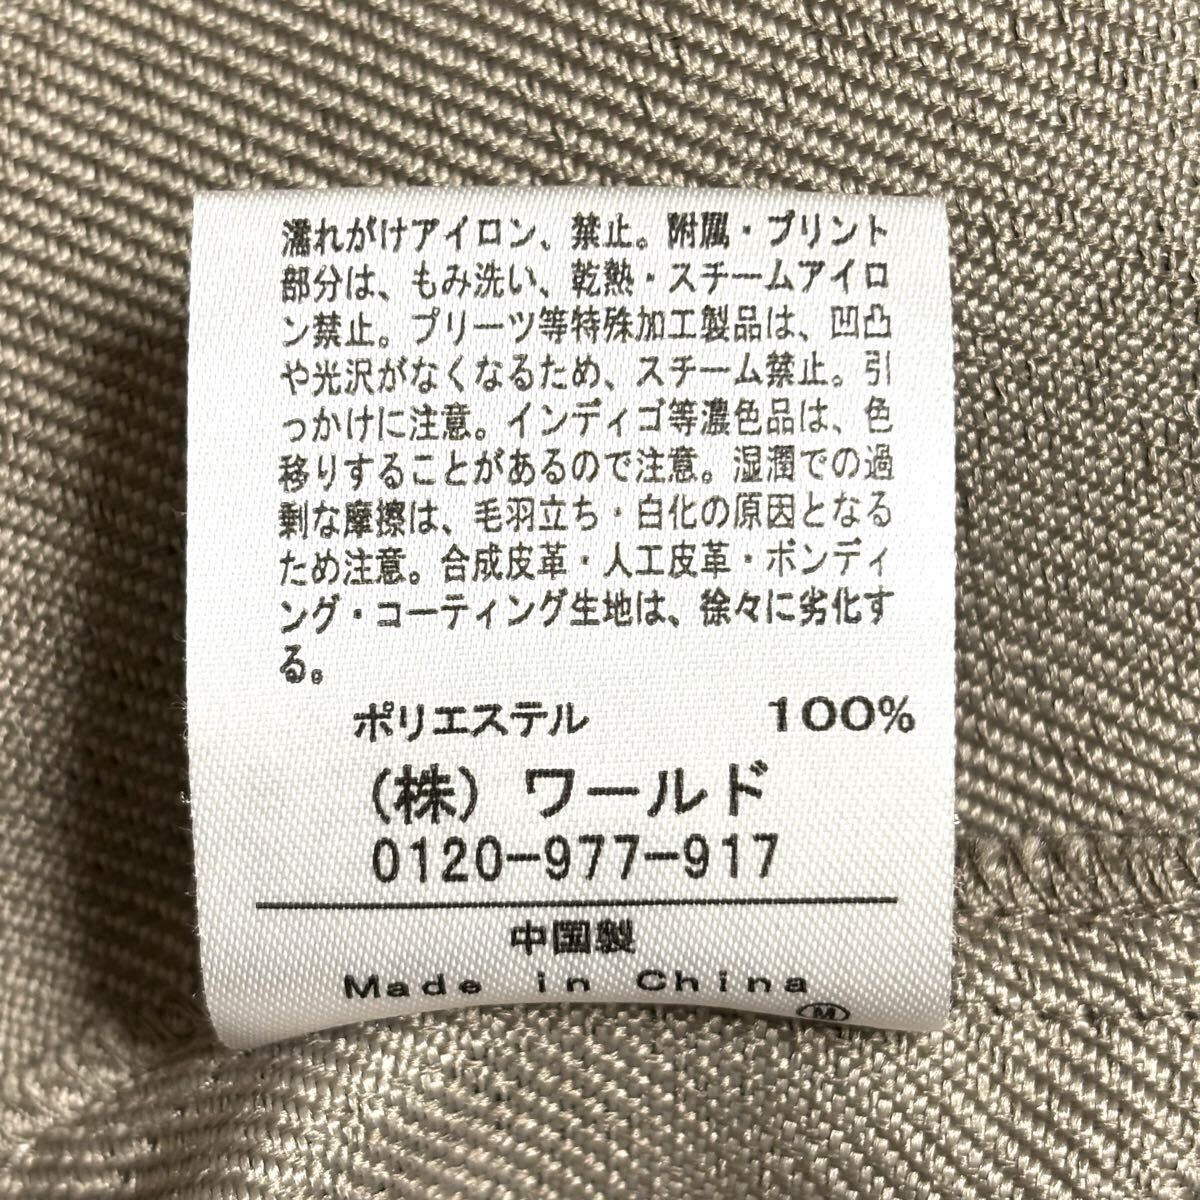 濡れがけアイロン、禁止。附属・プリント
部分は、もみ洗い、乾熱・スチームアイロ
ン禁止。プリーツ等特殊加工製品は、凹凸
や光沢がなくなるため、スチーム禁止。引
っかけに注意。インディゴ等濃色品は、色
移りすることがあるので注意。湿潤での過
剰な摩擦は、毛羽立ち・白化の原因となる
ため注意。合成皮革・人工皮革・ボンディ
ング・コーティング生地は、徐々に劣化す
る。
ポリエステル 100%
(株) ワールド
0120-977-917
中国製
Made in China
M